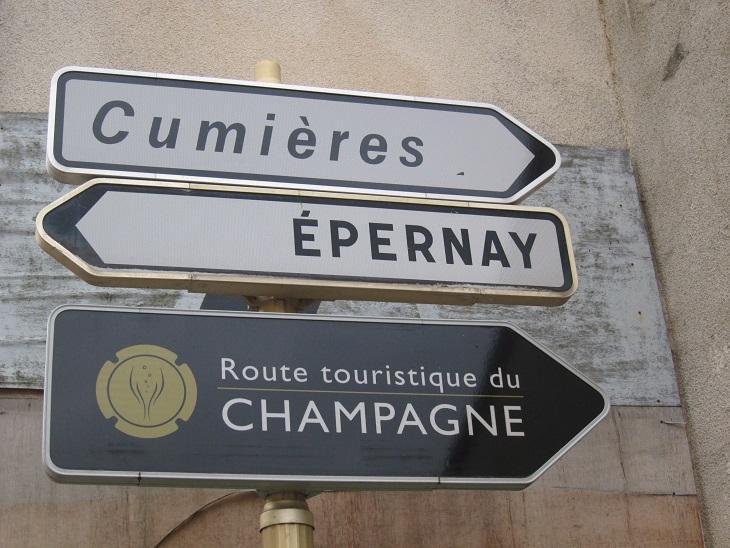 Cumières
ÉPERNAY
Route touristique du
CHAMPAGNE